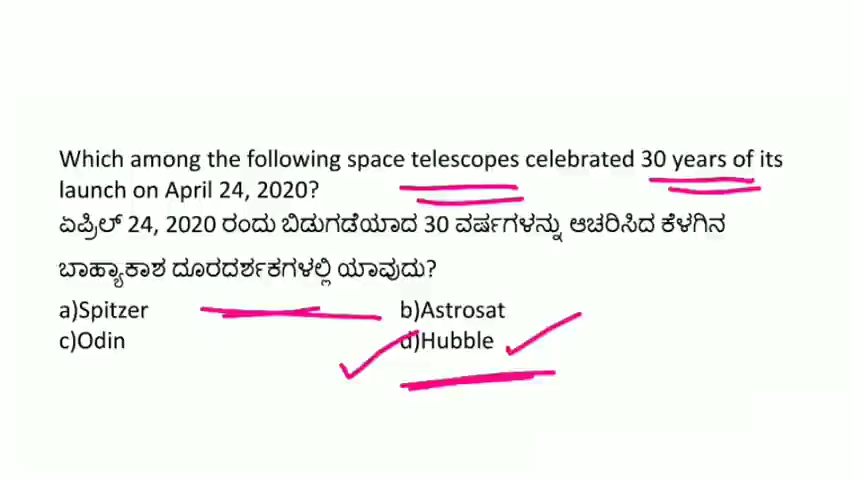 Which among the following space telescopes celebrated 30 years of its
launch on April 24, 2020?
ಏಪ್ರಿಲ್ 24, 2020 ರಂದು ಬಿಡುಗಡೆಯಾದ 30 ವರ್ಷಗಳನ್ನು ಆಚರಿಸಿದ ಕೆಳಗಿನ
ಬಾಹ್ಯಾಕಾಶ ದೂರದರ್ಶಕಗಳಲ್ಲಿ ಯಾವುದು?
a)Spitzer b)Astrosat
c)Odin d)Hubble